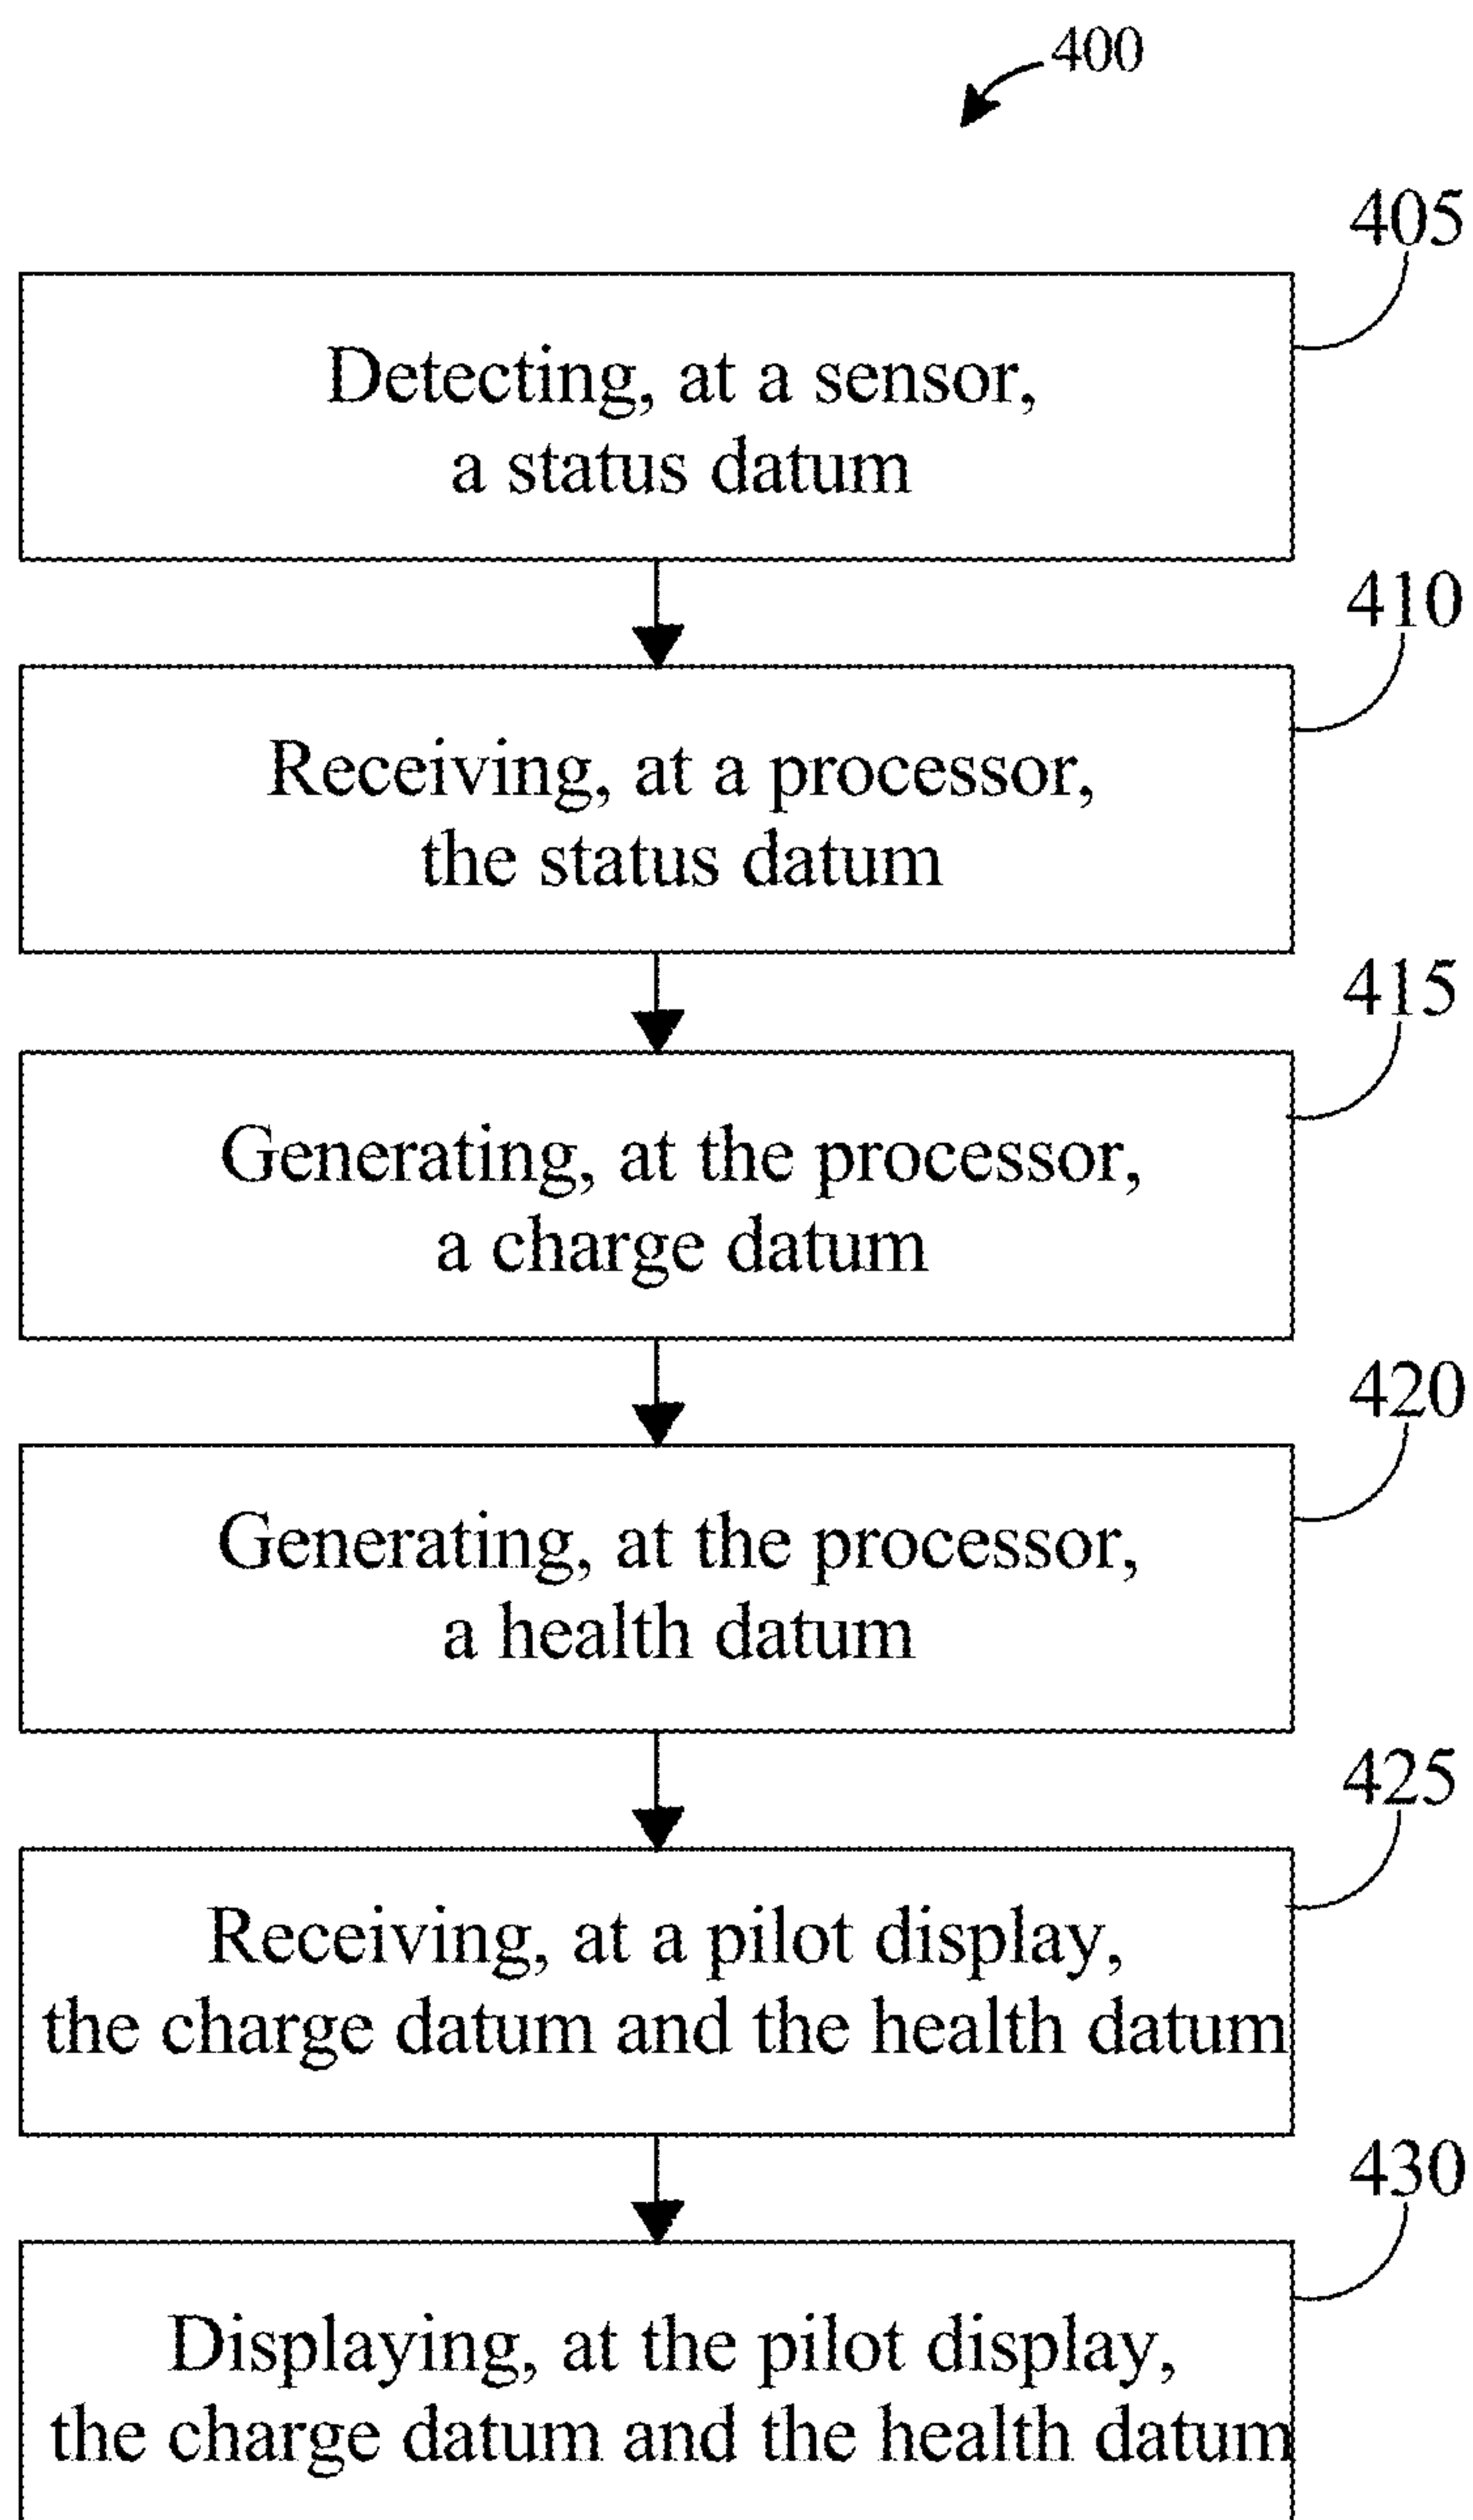 400
405
Detecting, at a sensor,
a status datum
410
Receiving, at a processor,
the status datum
415
Generating, at the processor,
a charge datum
420
Generating, at the processor,
a health datum
425
Receiving, at a pilot display,
the charge datum and the health datum
430
Displaying, at the pilot display,
the charge datum and the health datum